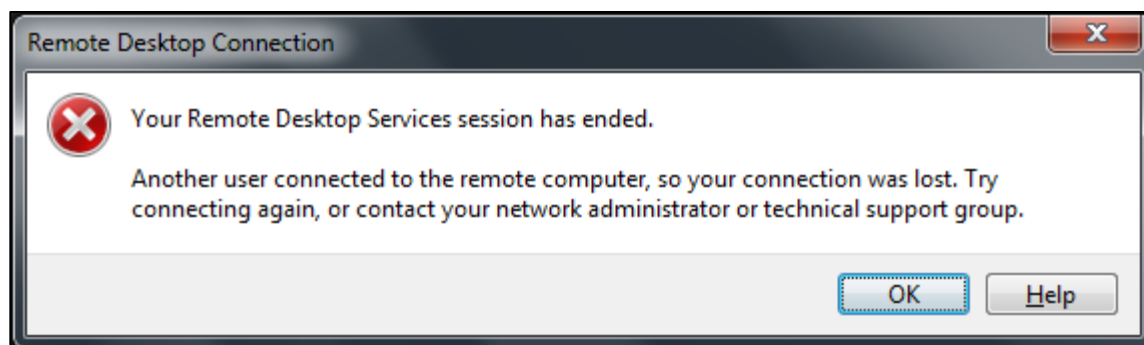 Remote Desktop Connection
Your Remote Desktop Services session has ended.
Another user connected to the remote computer, so your connection was lost. Try
connecting again, or contact your network administrator or technical support group.
OK Help